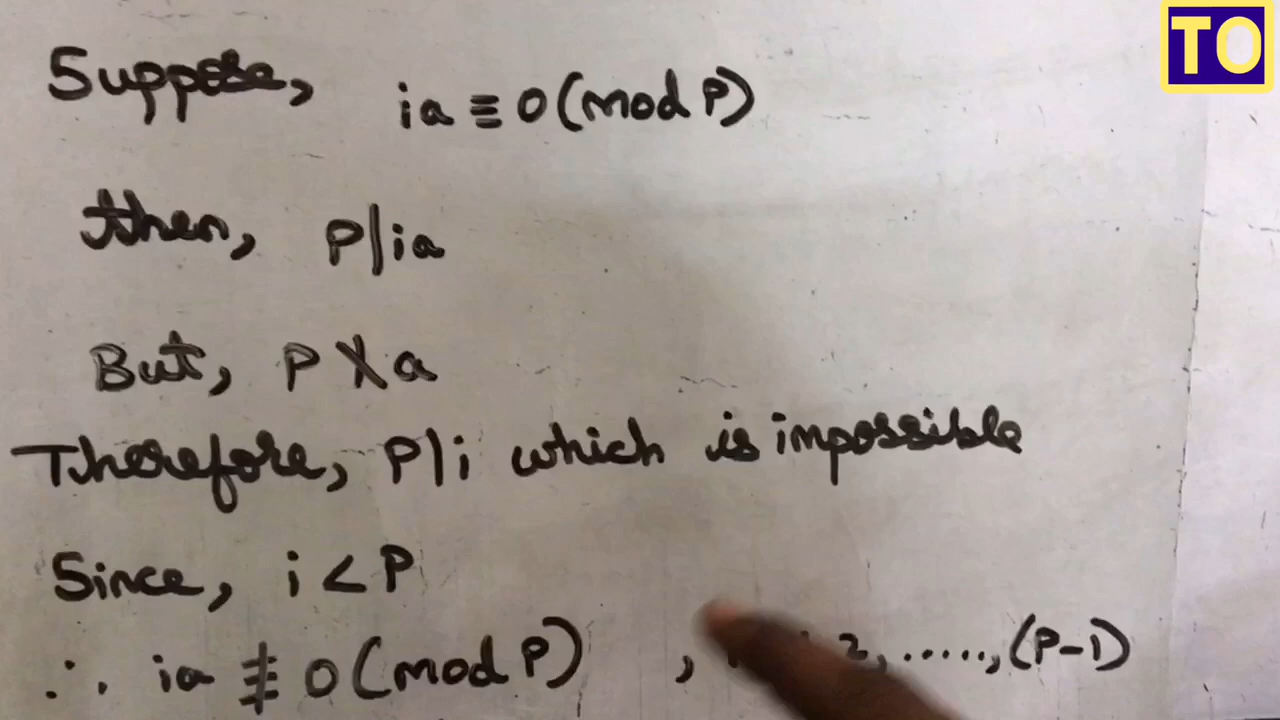 TO
Suppose, ia ≡ 0 (mod P)
then, P|ia
But, P∤a
Therefore, P|i which is impossible
Since, i < P
∴ ia ≢ 0 (mod P) , 2, ....., (P-1)